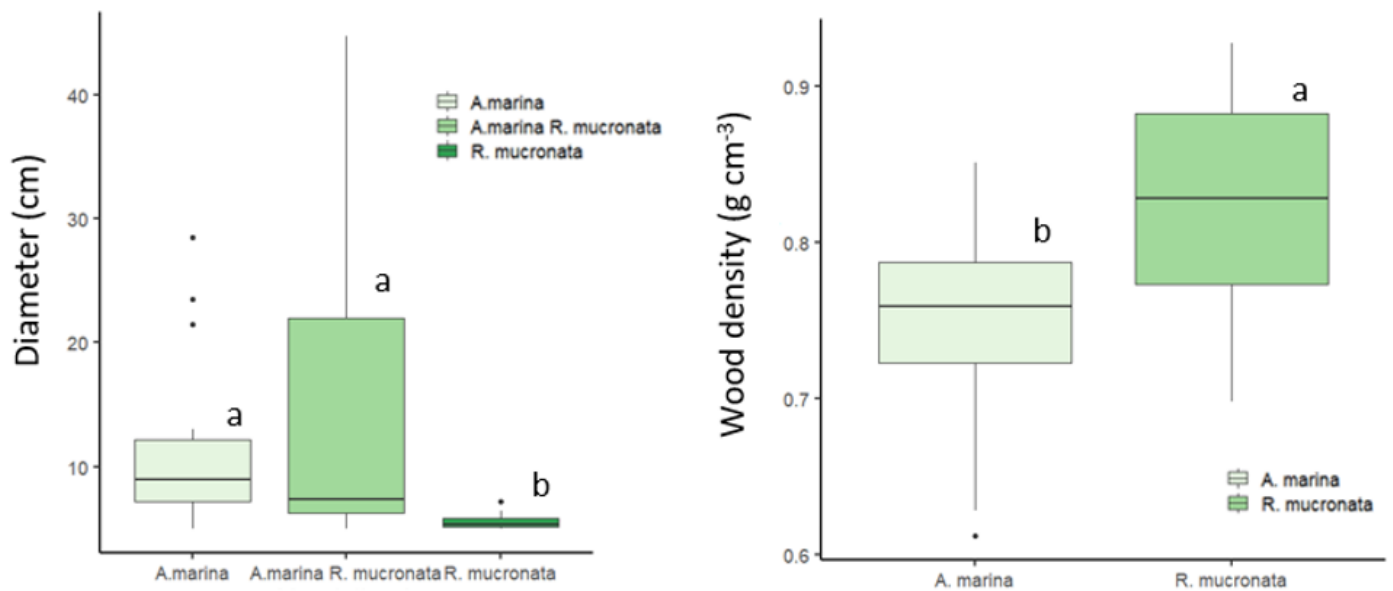 Diameter (cm)
40
30
20
10
A.marina
A.marina R. mucronata
R. mucronata
a
a
b
A.marina
A.marina R. mucronata
R. mucronata
Wood density (g cm⁻³)
0.9
0.8
0.7
0.6
b
a
A. marina
R. mucronata
A. marina
R. mucronata